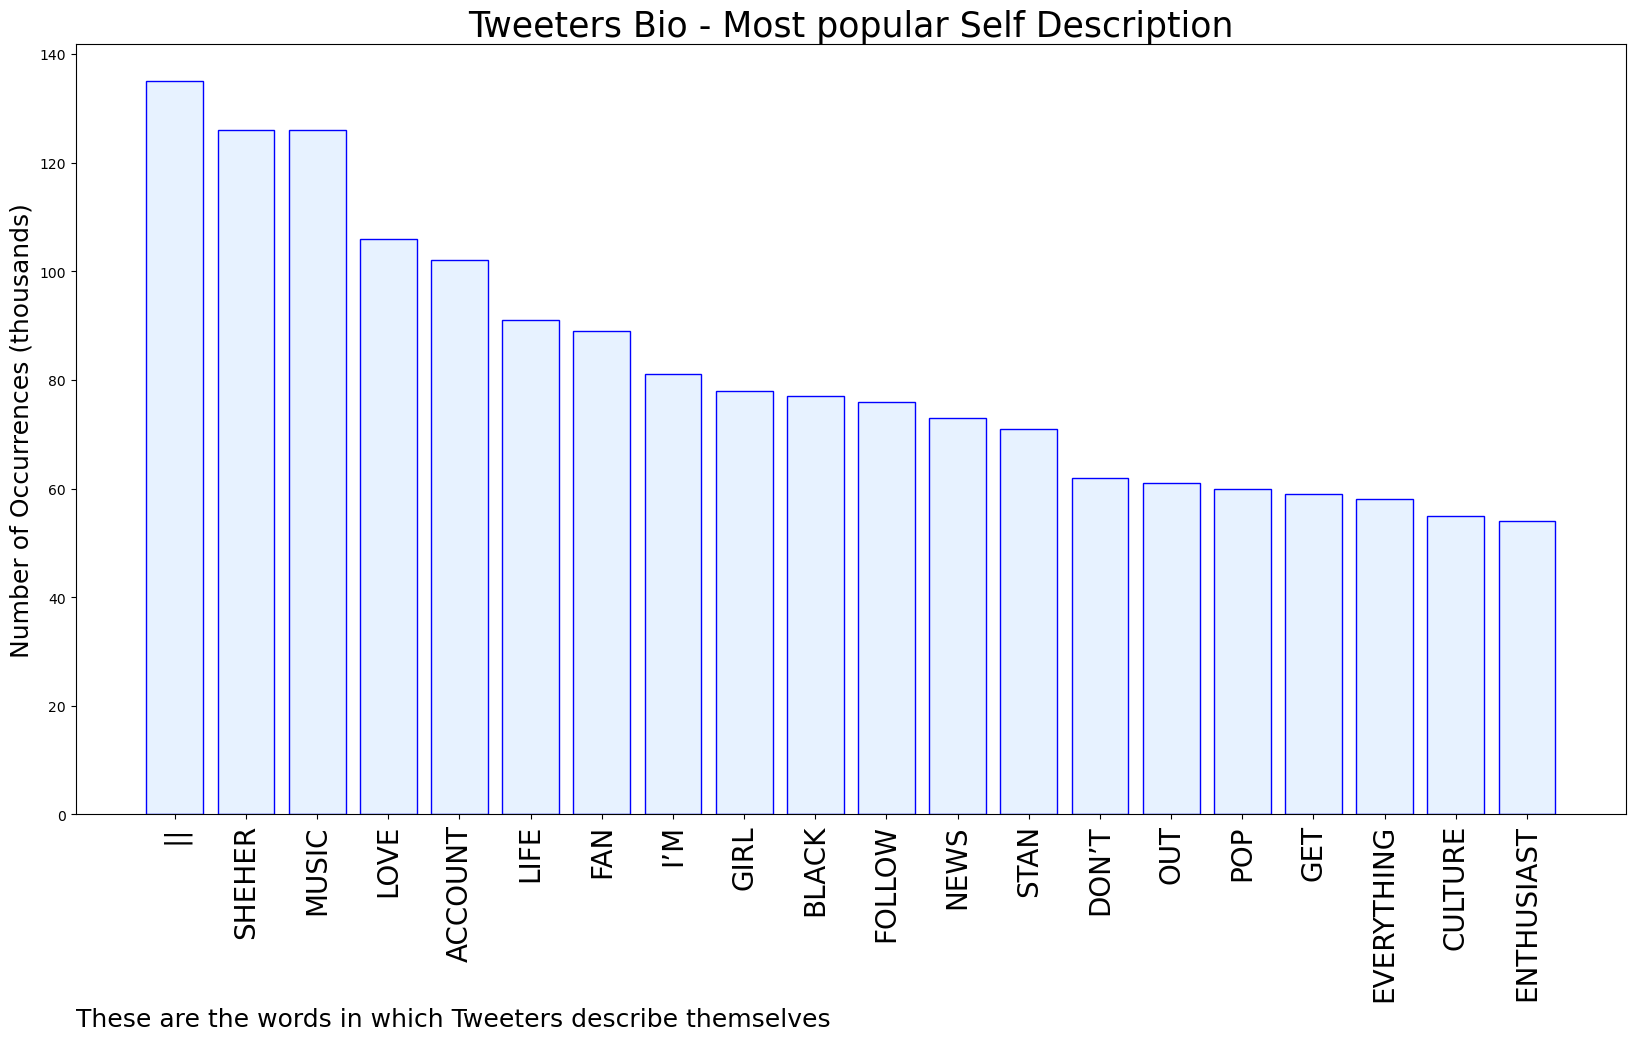 Tweeters Bio - Most popular Self Description
Number of Occurrences (thousands)
140
120
100
80
60
40
20
0
||
SHEHER
MUSIC
LOVE
ACCOUNT
LIFE
FAN
I’M
GIRL
BLACK
FOLLOW
NEWS
STAN
DON’T
OUT
POP
GET
EVERYTHING
CULTURE
ENTHUSIAST
These are the words in which Tweeters describe themselves